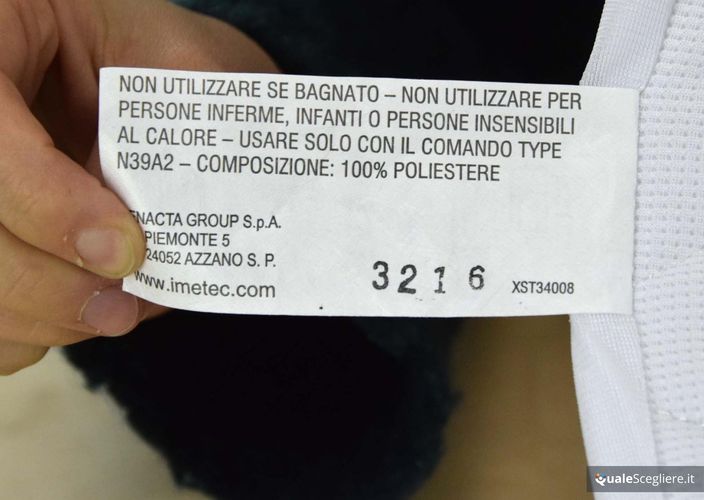 NON UTILIZZARE SE BAGNATO – NON UTILIZZARE PER
PERSONE INFERME, INFANTI O PERSONE INSENSIBILI
AL CALORE – USARE SOLO CON IL COMANDO TYPE
N39A2 – COMPOSIZIONE: 100% POLIESTERE
GROUP S.p.A.
PIEMONTE 5
24052 AZZANO S. P.
www.imetec.com
3216
XST34008
QualeScegliere.it